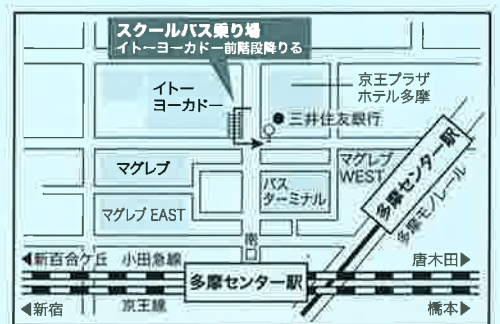 スクールバス乗り場
イトーヨーカドー前階段降りる
イトー
ヨーカドー
京王プラザ
ホテル多摩
三井住友銀行
マグレブ
マグレブ
WEST
多摩センター駅
多摩モノレール
バス
ターミナル
マグレブ EAST
南口
◀新百合ケ丘 小田急線
唐木田▶
多摩センター駅
◀新宿
京王線
橋本▶